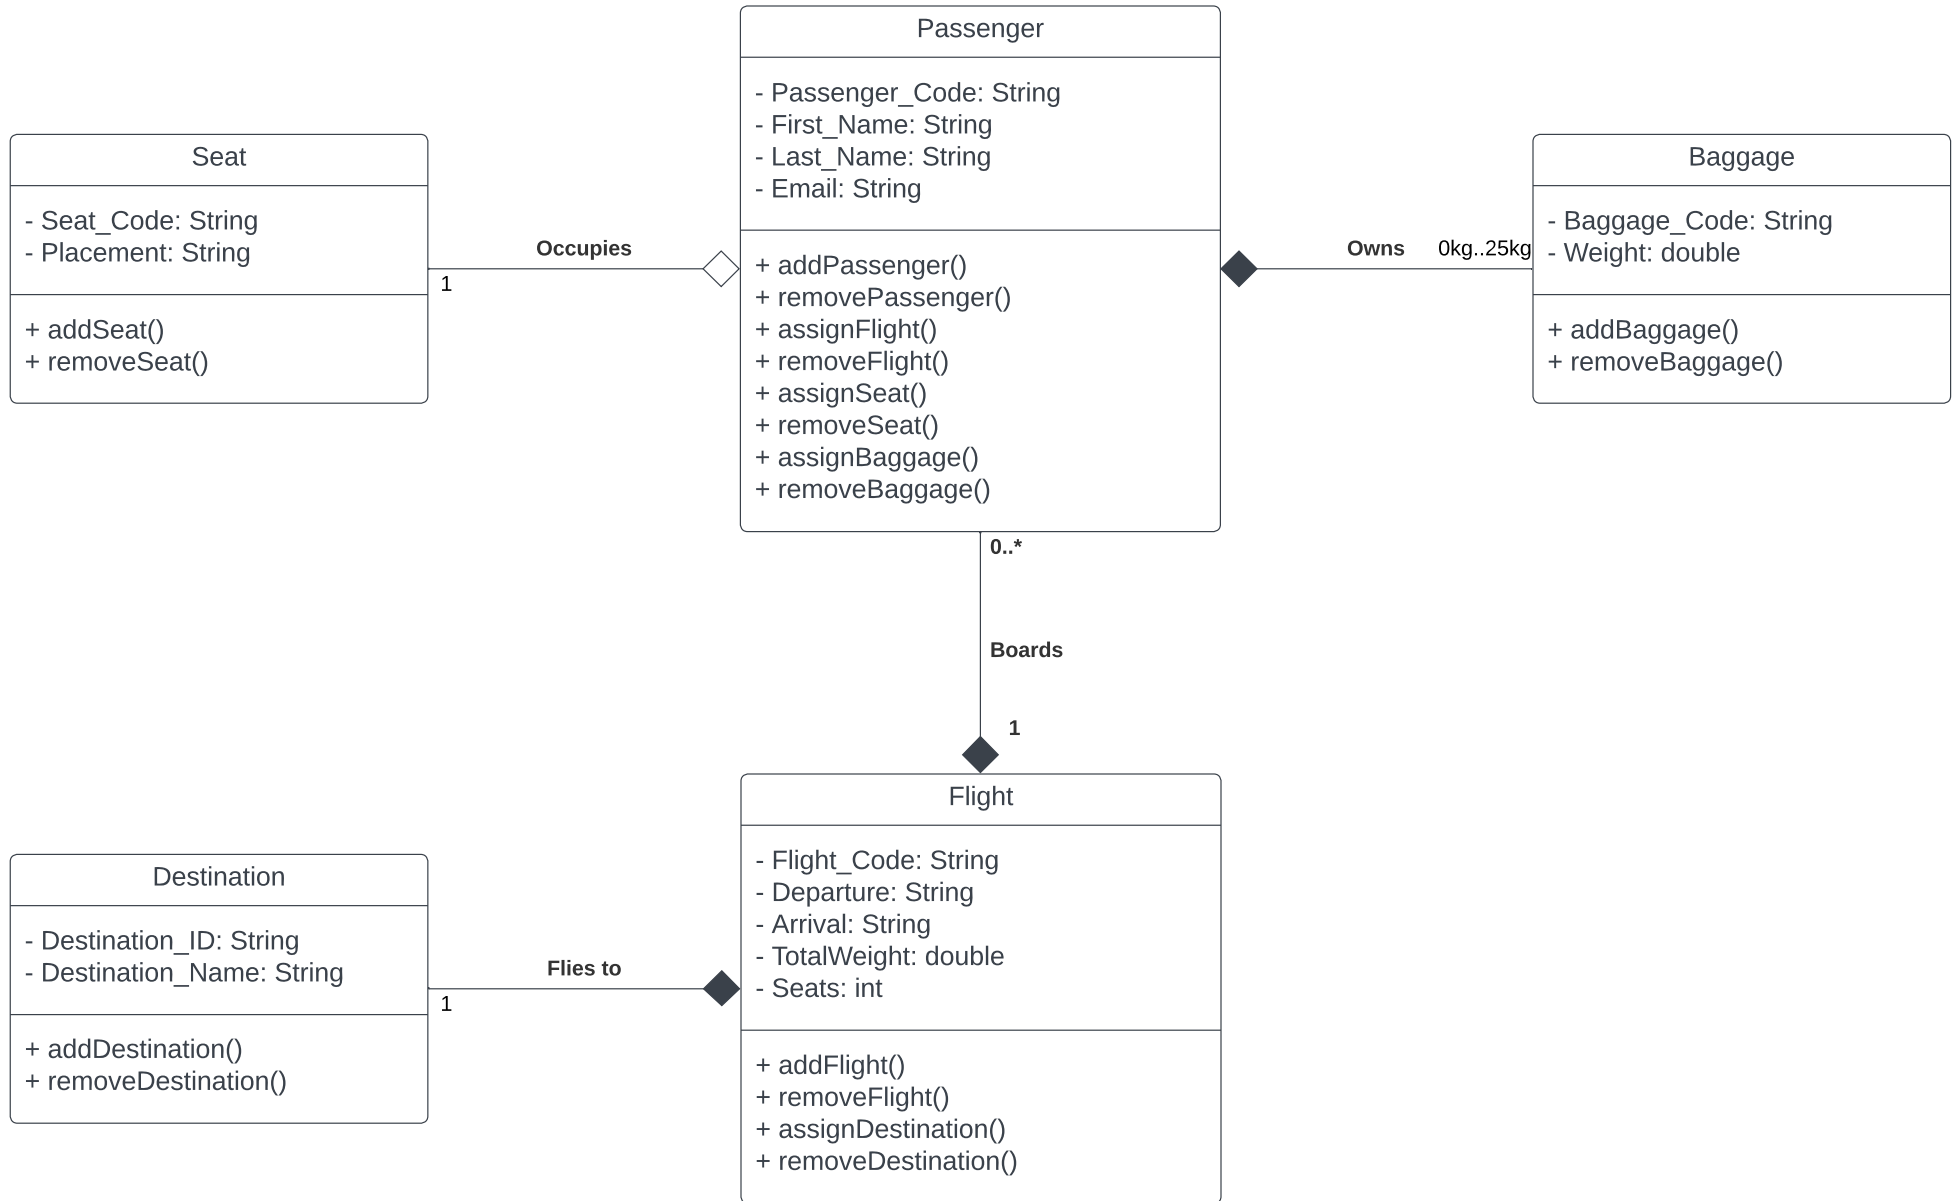 Passenger
- Passenger_Code: String
- First_Name: String
- Last_Name: String
- Email: String
+ addPassenger()
+ removePassenger()
+ assignFlight()
+ removeFlight()
+ assignSeat()
+ removeSeat()
+ assignBaggage()
+ removeBaggage()
Seat
- Seat_Code: String
- Placement: String
+ addSeat()
+ removeSeat()
Occupies
1
Baggage
- Baggage_Code: String
- Weight: double
+ addBaggage()
+ removeBaggage()
Owns
0kg..25kg
0..*
Boards
1
Flight
- Flight_Code: String
- Departure: String
- Arrival: String
- TotalWeight: double
- Seats: int
+ addFlight()
+ removeFlight()
+ assignDestination()
+ removeDestination()
Destination
- Destination_ID: String
- Destination_Name: String
+ addDestination()
+ removeDestination()
Flies to
1